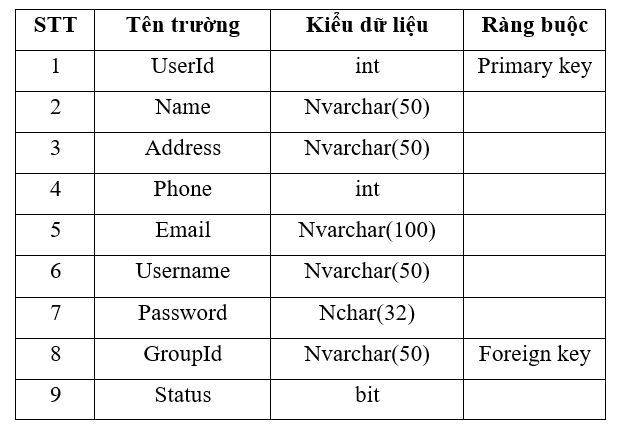 STT Tên trường Kiểu dữ liệu Ràng buộc
1 UserId int Primary key
2 Name Nvarchar(50)
3 Address Nvarchar(50)
4 Phone int
5 Email Nvarchar(100)
6 Username Nvarchar(50)
7 Password Nchar(32)
8 GroupId Nvarchar(50) Foreign key
9 Status bit